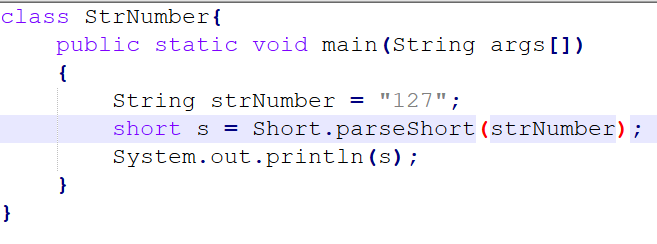 class StrNumber{
    public static void main(String args[])
    {
        String strNumber = "127";
        short s = Short.parseShort(strNumber);
        System.out.println(s);
    }
}